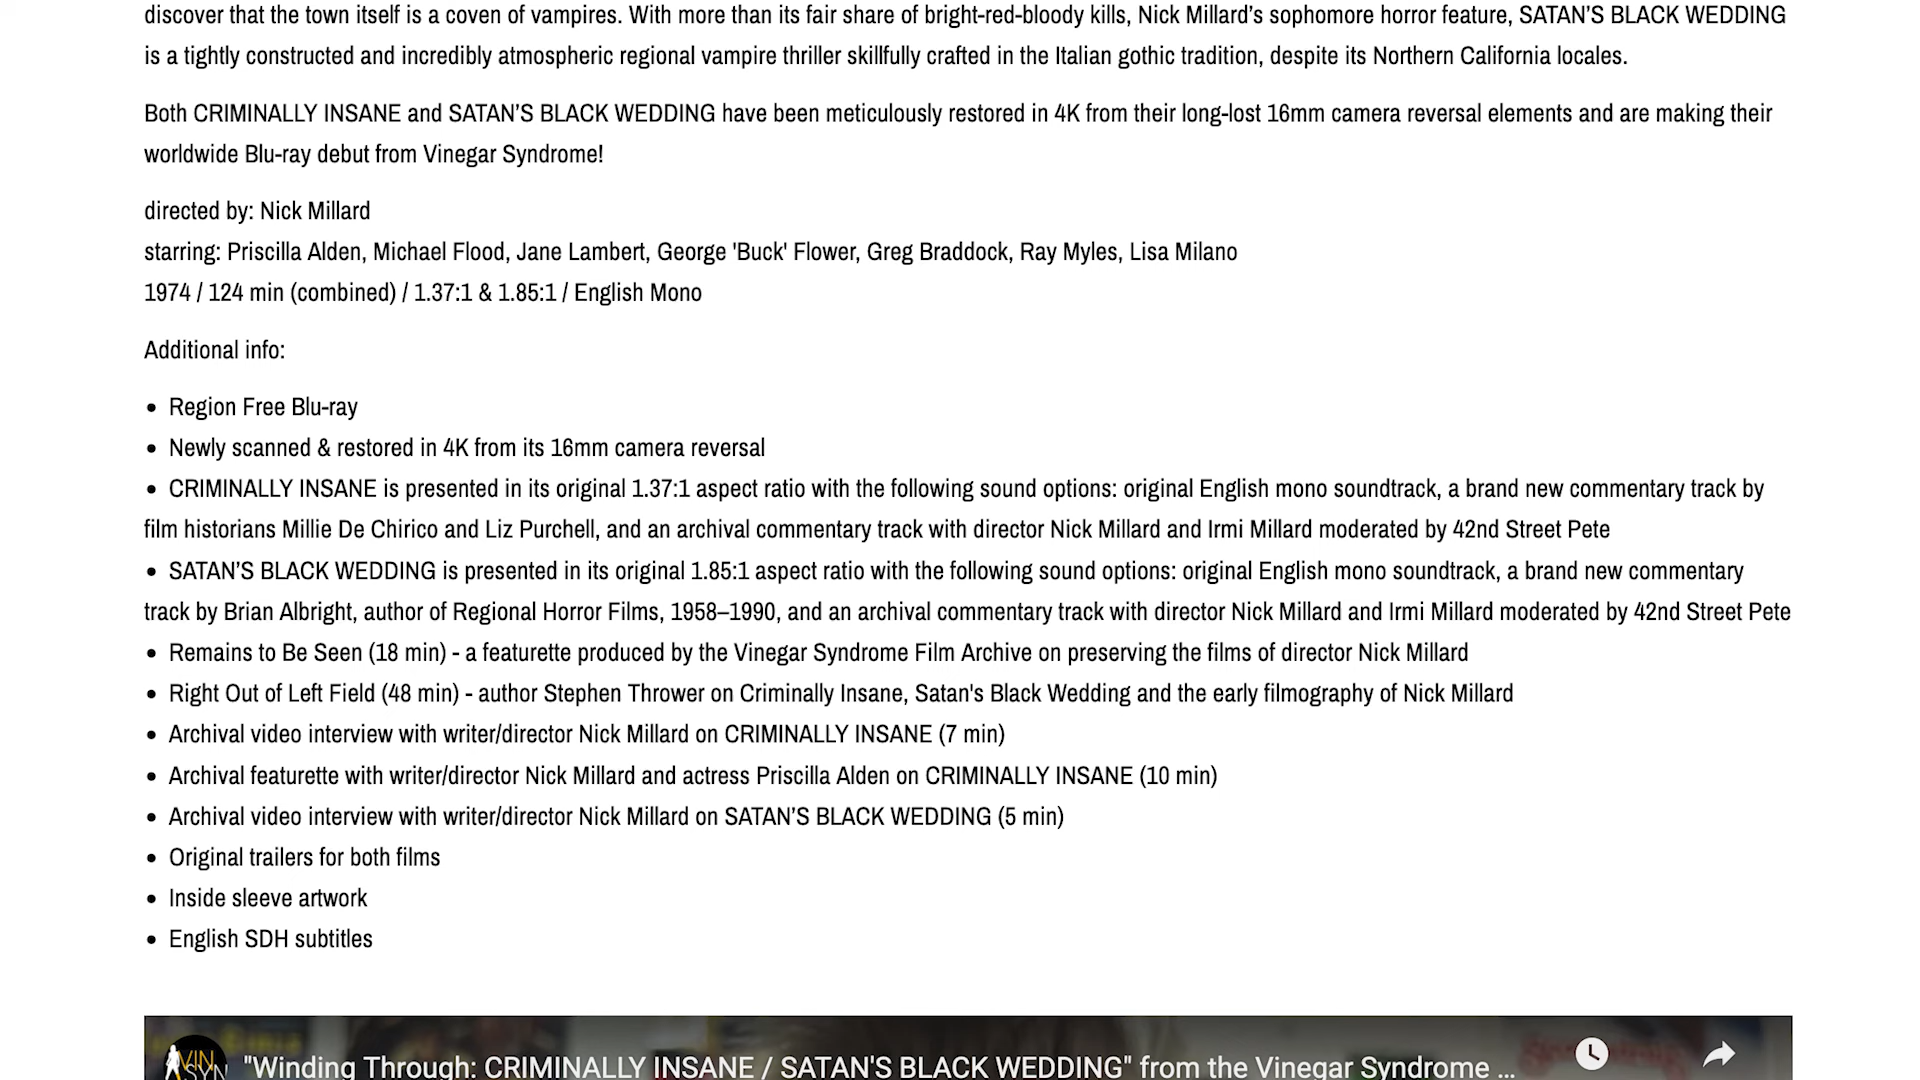 discover that the town itself is a coven of vampires. With more than its fair share of bright-red-bloody kills, Nick Millard’s sophomore horror feature, SATAN’S BLACK WEDDING
is a tightly constructed and incredibly atmospheric regional vampire thriller skillfully crafted in the Italian gothic tradition, despite its Northern California locales.
Both CRIMINALLY INSANE and SATAN’S BLACK WEDDING have been meticulously restored in 4K from their long-lost 16mm camera reversal elements and are making their
worldwide Blu-ray debut from Vinegar Syndrome!
directed by: Nick Millard
starring: Priscilla Alden, Michael Flood, Jane Lambert, George 'Buck' Flower, Greg Braddock, Ray Myles, Lisa Milano
1974 / 124 min (combined) / 1.37:1 & 1.85:1 / English Mono
Additional info:
• Region Free Blu-ray
• Newly scanned & restored in 4K from its 16mm camera reversal
• CRIMINALLY INSANE is presented in its original 1.37:1 aspect ratio with the following sound options: original English mono soundtrack, a brand new commentary track by
film historians Millie De Chirico and Liz Purchell, and an archival commentary track with director Nick Millard and Irmi Millard moderated by 42nd Street Pete
• SATAN’S BLACK WEDDING is presented in its original 1.85:1 aspect ratio with the following sound options: original English mono soundtrack, a brand new commentary
track by Brian Albright, author of Regional Horror Films, 1958–1990, and an archival commentary track with director Nick Millard and Irmi Millard moderated by 42nd Street Pete
• Remains to Be Seen (18 min) - a featurette produced by the Vinegar Syndrome Film Archive on preserving the films of director Nick Millard
• Right Out of Left Field (48 min) - author Stephen Thrower on Criminally Insane, Satan's Black Wedding and the early filmography of Nick Millard
• Archival video interview with writer/director Nick Millard on CRIMINALLY INSANE (7 min)
• Archival featurette with writer/director Nick Millard and actress Priscilla Alden on CRIMINALLY INSANE (10 min)
• Archival video interview with writer/director Nick Millard on SATAN’S BLACK WEDDING (5 min)
• Original trailers for both films
• Inside sleeve artwork
• English SDH subtitles
VIN
SYN
"Winding Through: CRIMINALLY INSANE / SATAN'S BLACK WEDDING" from the Vinegar Syndrome ...